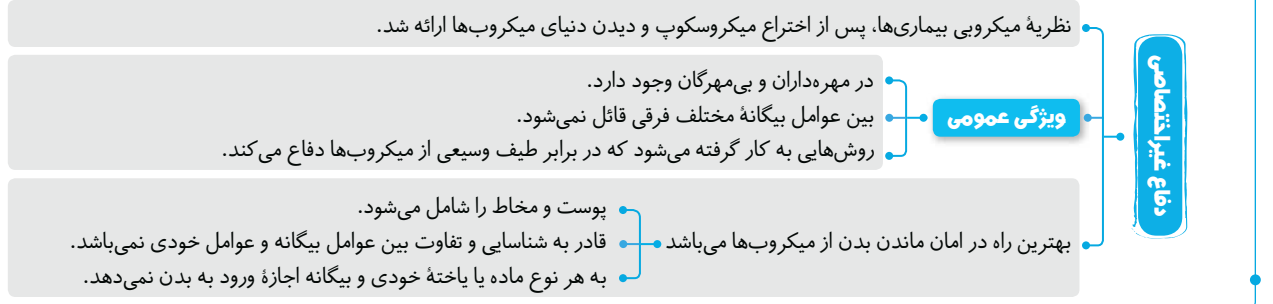 دفاع غیراختصاصی
نظریهٔ میکروبی بیماری‌ها، پس از اختراع میکروسکوپ و دیدن دنیای میکروب‌ها ارائه شد.
ویژگی عمومی
در مهره‌داران و بی‌مهرگان وجود دارد.
بین عوامل بیگانهٔ مختلف فرقی قائل نمی‌شود.
روش‌هایی به کار گرفته می‌شود که در برابر طیف وسیعی از میکروب‌ها دفاع می‌کند.
بهترین راه در امان ماندن بدن از میکروب‌ها می‌باشد
پوست و مخاط را شامل می‌شود.
قادر به شناسایی و تفاوت بین عوامل بیگانه و عوامل خودی نمی‌باشد.
به هر نوع ماده یا یاختهٔ خودی و بیگانه اجازهٔ ورود به بدن نمی‌دهد.